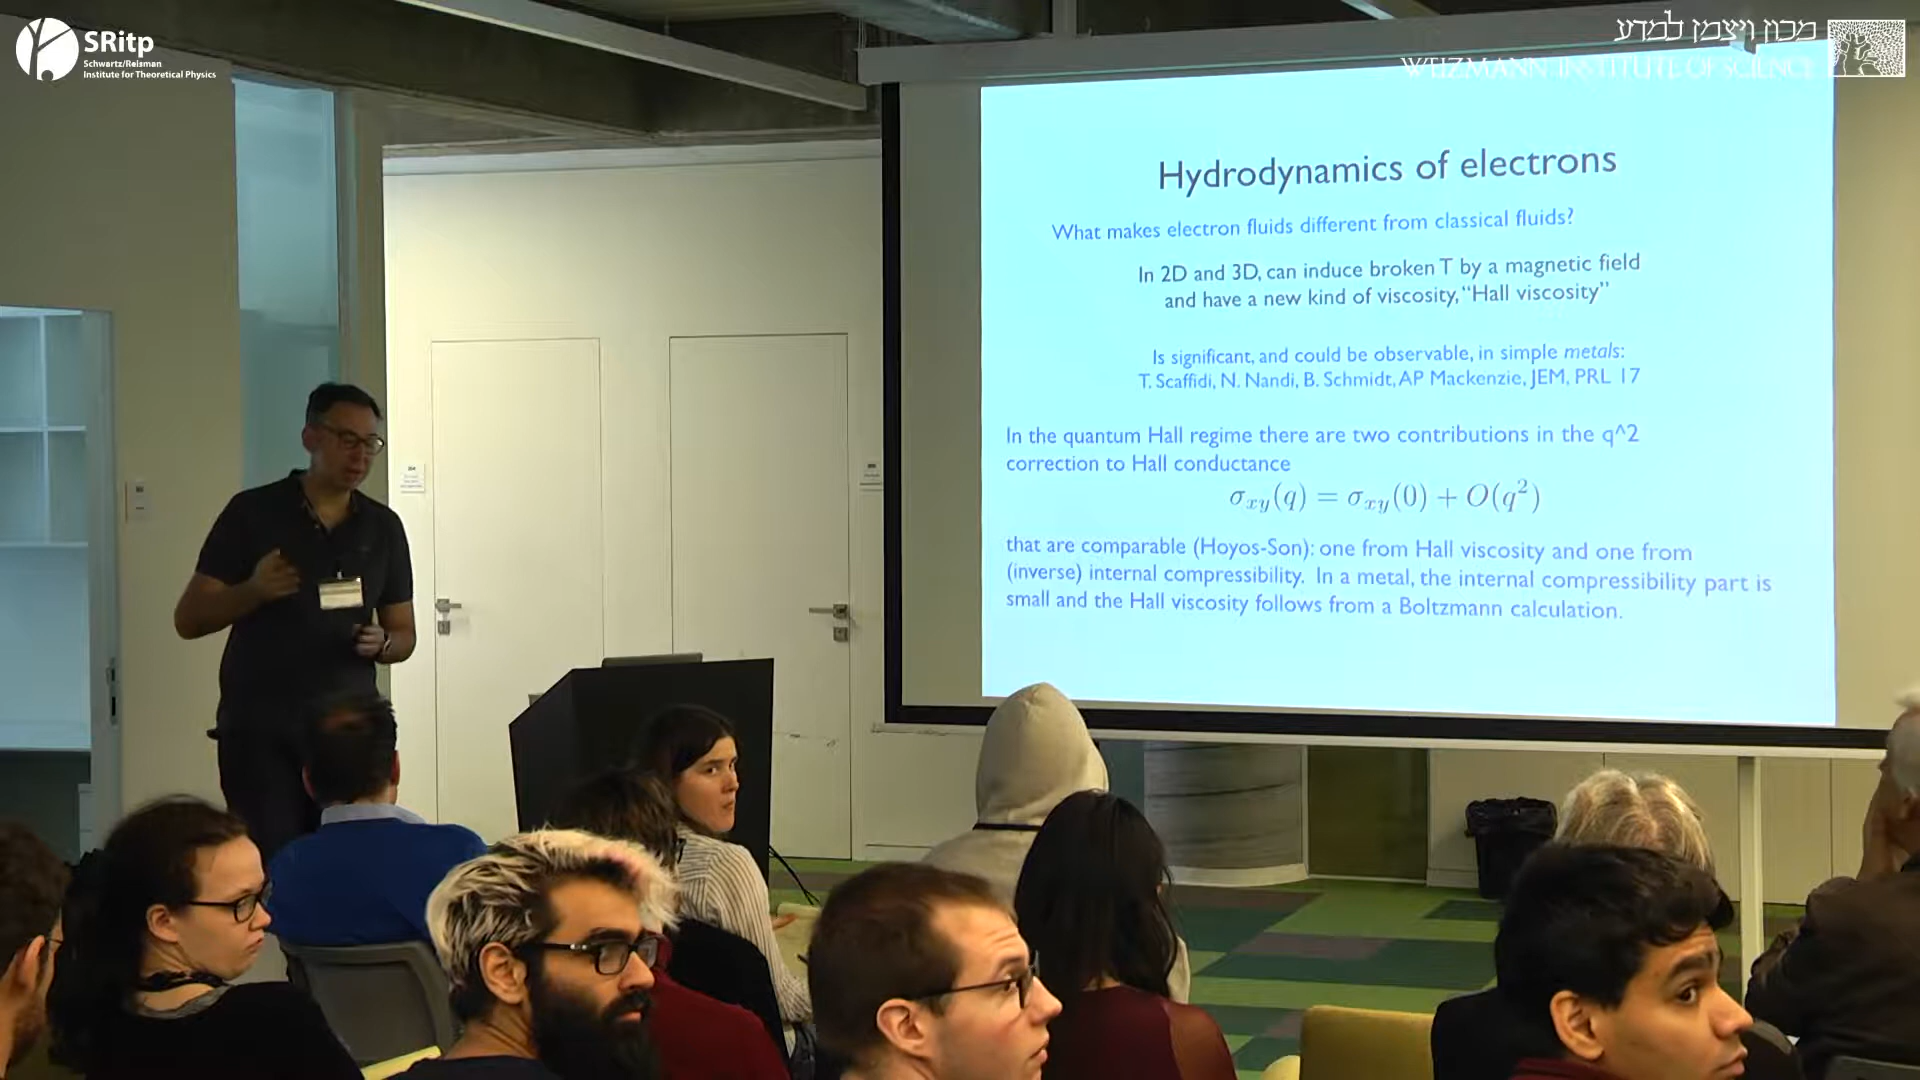 SRitp
Schwartz/Reisman
Institute for Theoretical Physics
מכון ויצמן למדע
WEIZMANN INSTITUTE OF SCIENCE
Hydrodynamics of electrons
What makes electron fluids different from classical fluids?
In 2D and 3D, can induce broken T by a magnetic field
and have a new kind of viscosity, “Hall viscosity”
Is significant, and could be observable, in simple metals:
T. Scaffidi, N. Nandi, B. Schmidt, AP Mackenzie, JEM, PRL 17
In the quantum Hall regime there are two contributions in the q^2
correction to Hall conductance
σ_xy(q) = σ_xy(0) + O(q²)
that are comparable (Hoyos-Son): one from Hall viscosity and one from
(inverse) internal compressibility. In a metal, the internal compressibility part is
small and the Hall viscosity follows from a Boltzmann calculation.